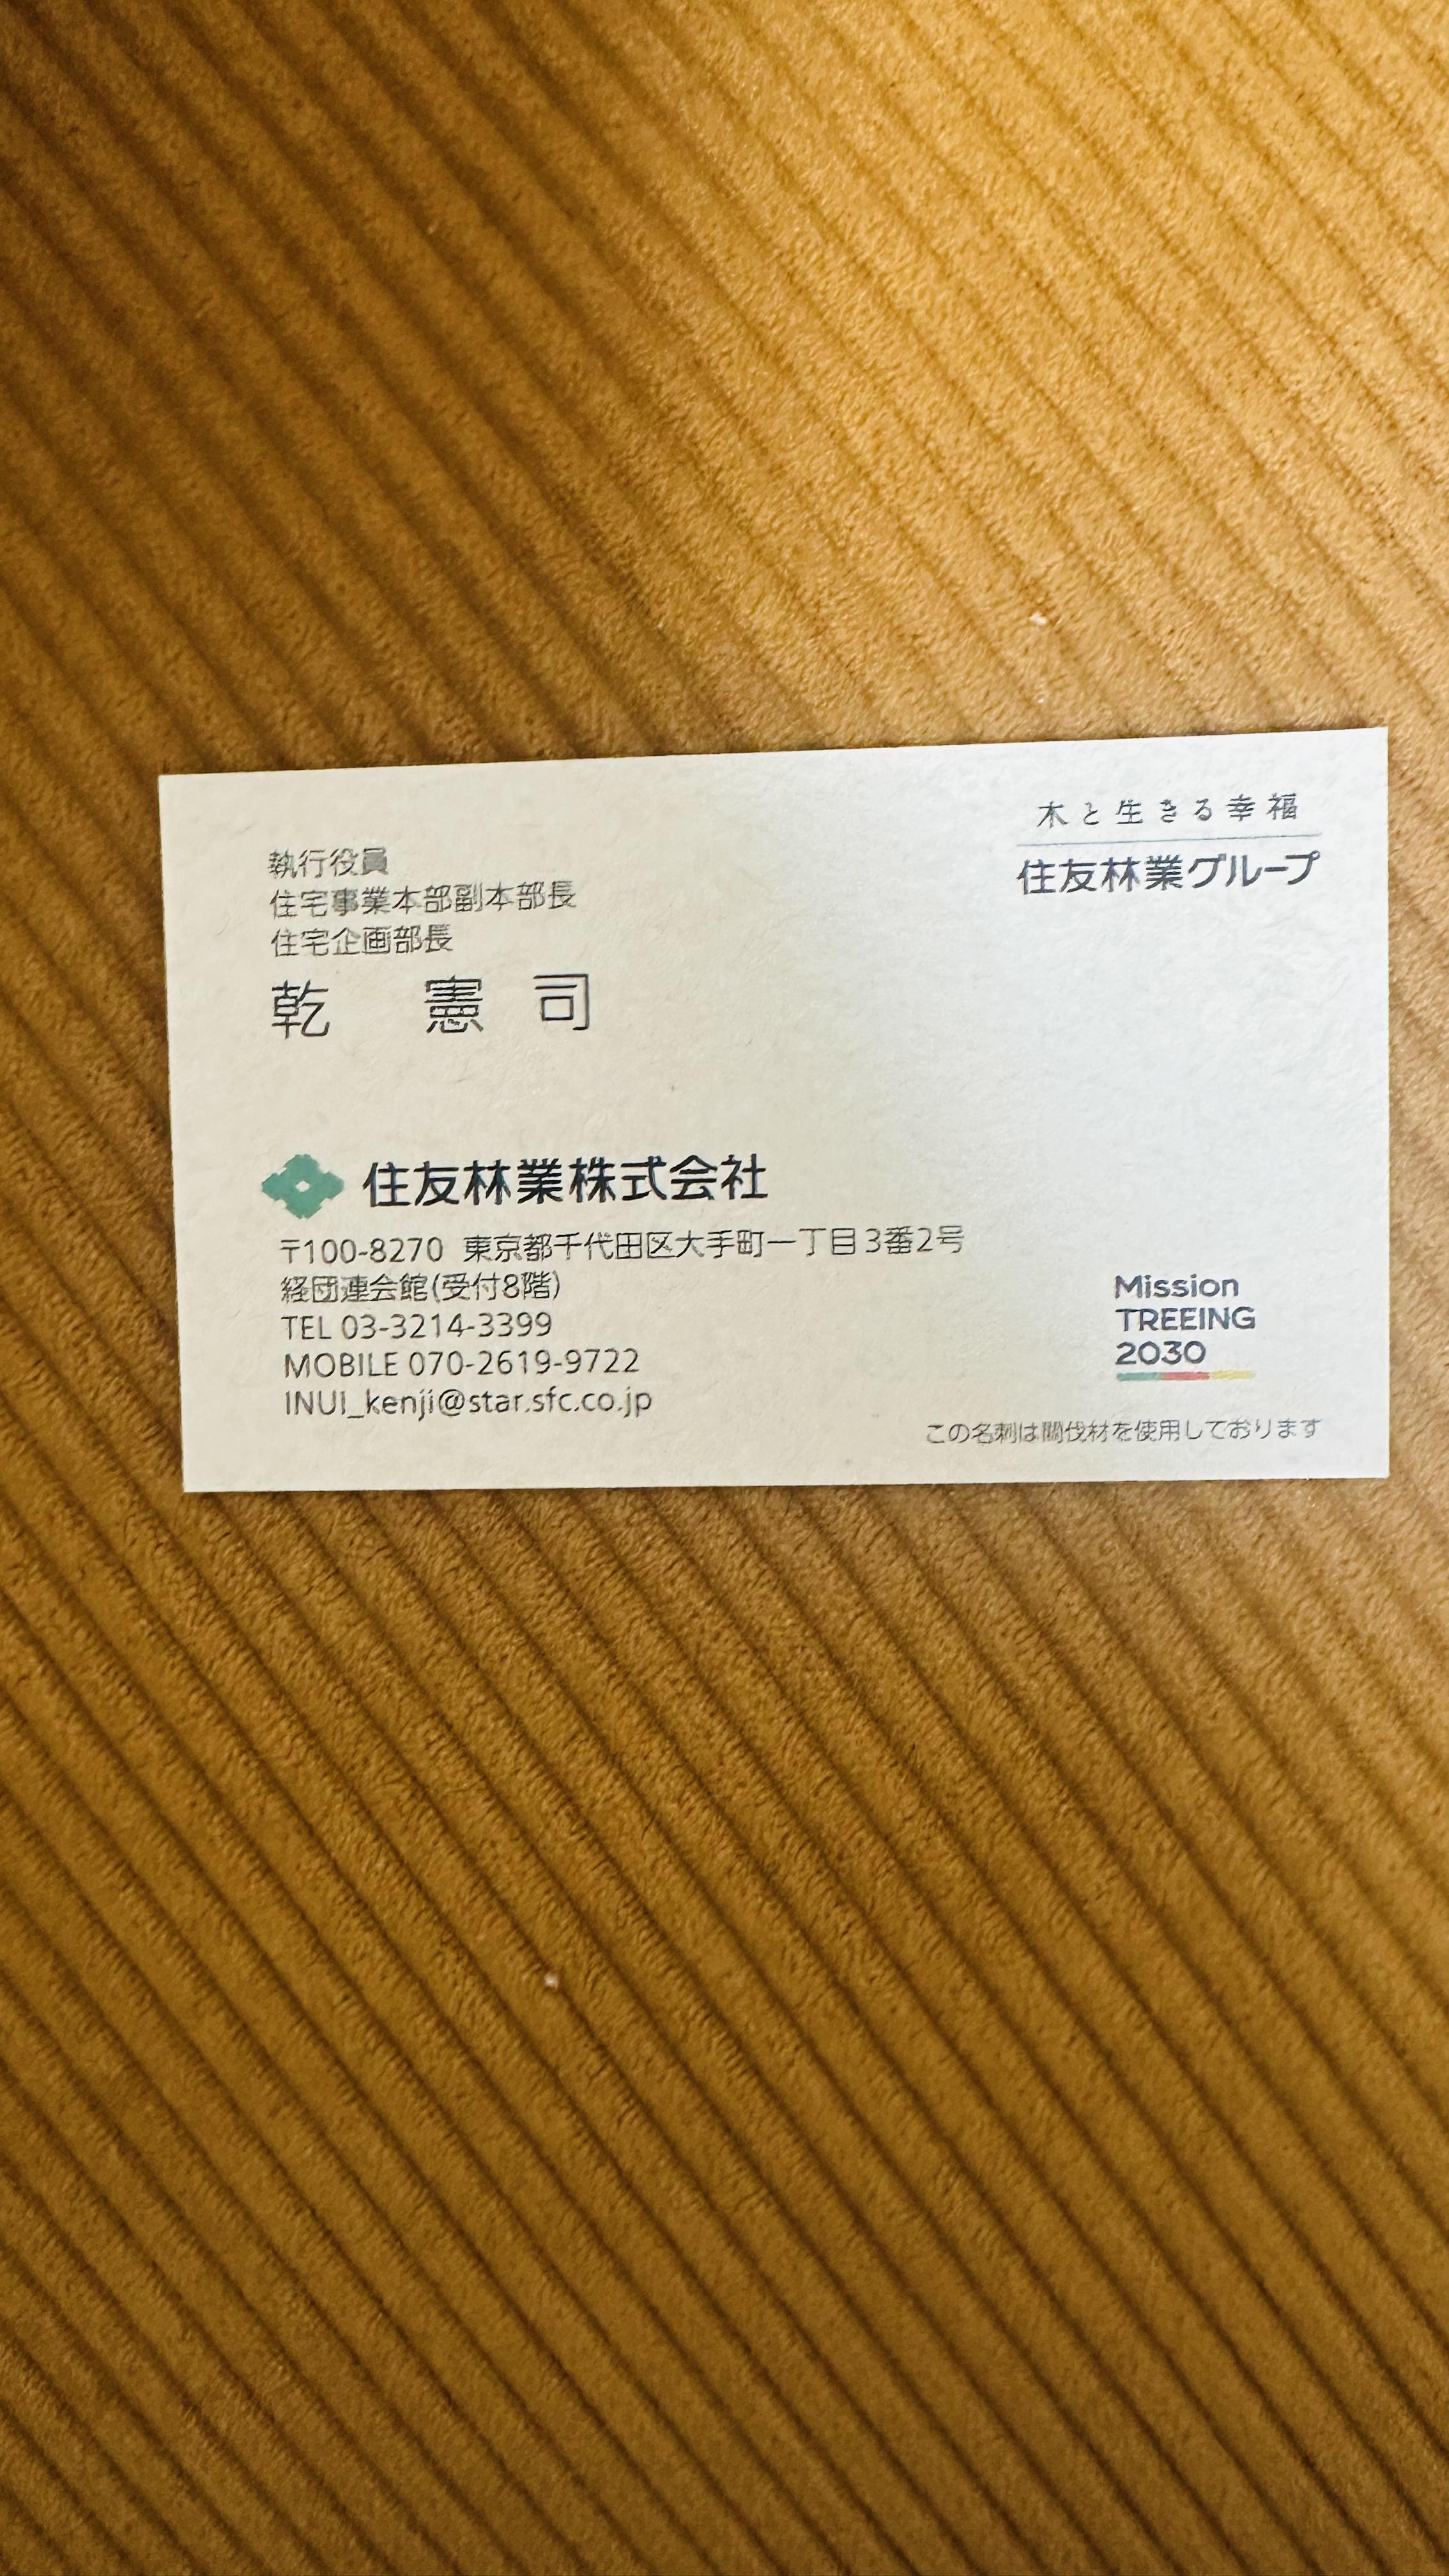 木と生きる幸福
住友林業グループ
執行役員
住宅事業本部副本部長
住宅企画部長
乾 憲司
住友林業株式会社
〒100-8270 東京都千代田区大手町一丁目3番2号
経団連会館(受付8階)
TEL 03-3214-3399
MOBILE 070-2619-9722
INUI_kenji@star.sfc.co.jp
Mission
TREEING
2030
この名刺は間伐材を使用しております